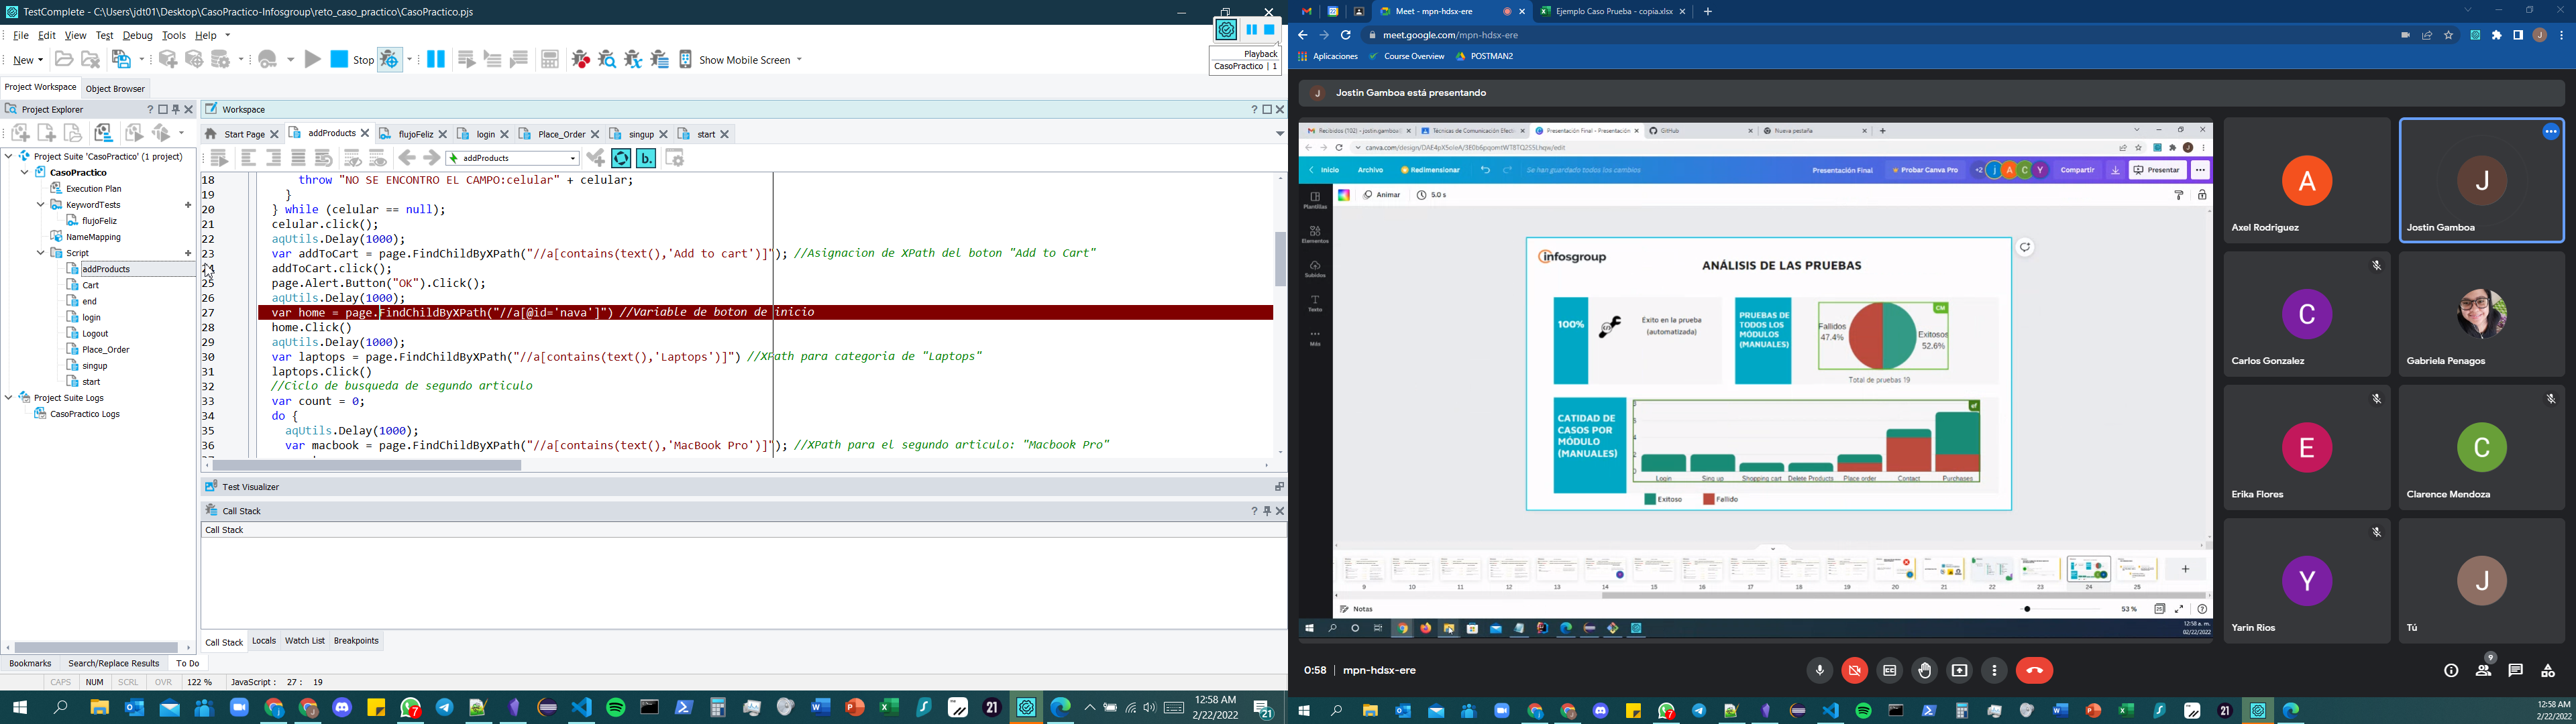 TestComplete - C:\Users\jdt01\Desktop\CasoPractico-Infosgroup\reto_caso_practico\CasoPractico.pjs
File Edit View Test Debug Tools Help
New Stop Show Mobile Screen
Playback
CasoPractico | 1
Project Workspace Object Browser
Project Explorer
Project Suite 'CasoPractico' (1 project)
CasoPractico
Execution Plan
KeywordTests
flujoFeliz
NameMapping
Script
addProducts
Cart
end
login
Logout
Place_Order
singup
start
Project Suite Logs
CasoPractico Logs
Workspace
Start Page addProducts flujoFeliz login Place_Order singup start
addProducts
18 throw "NO SE ENCONTRO EL CAMPO:celular" + celular;
19 }
20 } while (celular == null);
21 celular.click();
22 aqUtils.Delay(1000);
23 var addToCart = page.FindChildByXPath("//a[contains(text(),'Add to cart')]"); //Asignacion de XPath del boton "Add to Cart"
addToCart.click();
25 page.Alert.Button("OK").Click();
26 aqUtils.Delay(1000);
27 var home = page.FindChildByXPath("//a[@id='nava']") //Variable de boton de inicio
28 home.Click()
29 aqUtils.Delay(1000);
30 var laptops = page.FindChildByXPath("//a[contains(text(),'Laptops')]") //XPath para categoria de "Laptops"
31 laptops.Click()
32 //Ciclo de busqueda de segundo articulo
33 var count = 0;
34 do {
35 aqUtils.Delay(1000);
36 var macbook = page.FindChildByXPath("//a[contains(text(),'MacBook Pro')]"); //XPath para el segundo articulo: "Macbook Pro"
Test Visualizer
Call Stack
Call Stack
Call Stack Locals Watch List Breakpoints
Bookmarks Search/Replace Results To Do
CAPS NUM SCRL OVR 122 % JavaScript : 27: 19
12:58 AM
2/22/2022
21
Meet - mpn-hdsx-ere Ejemplo Caso Prueba - copia.xlsx
meet.google.com/mpn-hdsx-ere
Aplicaciones Course Overview POSTMAN2
J Jostin Gamboa está presentando
Recibidos (102) - jostin.gamboa Técnicas de Comunicación Efecti Presentación Final - Presentación GitHub Nueva pestaña
Inicio Archivo Redimensionar Se han guardado todos los cambios Presentación Final Probar Canva Pro +2 j A C Y Compartir Presentar
Animar 5.0 s
Plantillas
Elementos
Subidos
Texto
Más
infosgroup
ANÁLISIS DE LAS PRUEBAS
100%
Éxito en la prueba
(automatizada)
PRUEBAS DE
TODOS LOS
MÓDULOS
(MANUALES)
CM
Fallidos
47.4%
Exitosos
52.6%
Total de pruebas 19
CATIDAD DE
CASOS POR
MÓDULO
(MANUALES)
ef
Login Sing up Shopping cart Delete Products Place order Contact Purchases
Exitoso Fallido
9 10 11 12 13 14 15 16 17 18 19 20 21 22 23 24 25
Notas 53 %
12:58 a. m.
02/22/2022
A
Axel Rodriguez
J
Jostin Gamboa
C
Carlos Gonzalez
Gabriela Penagos
E
Erika Flores
C
Clarence Mendoza
Y
Yarin Rios
J
Tú
0:58 | mpn-hdsx-ere
9
12:58 AM
2/22/2022